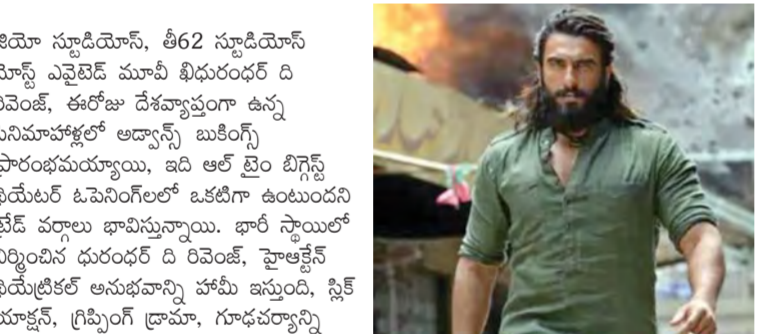 జియో స్టూడియోస్, తీ62 స్టూడియోస్
మోస్ట్ ఎవైటెడ్ మూవీ ఖిధురంధర్ ది
రివెంజ్, ఈరోజు దేశవ్యాప్తంగా ఉన్న
సినిమాహాళ్లలో అడ్వాన్స్ బుకింగ్స్
ప్రారంభమయ్యాయి, ఇది ఆల్ టైం బిగ్గెస్ట్
థియేటర్ ఓపెనింగ్‌లలో ఒకటిగా ఉంటుందని
ట్రేడ్ వర్గాలు భావిస్తున్నాయి. భారీ స్థాయిలో
నిర్మించిన ధురంధర్ ది రివెంజ్, హైఆక్టేన్
థియేట్రికల్ అనుభవాన్ని హామీ ఇస్తుంది, స్లిక్
యాక్షన్, గ్రిప్పింగ్ డ్రామా, గూఢచర్యాన్ని